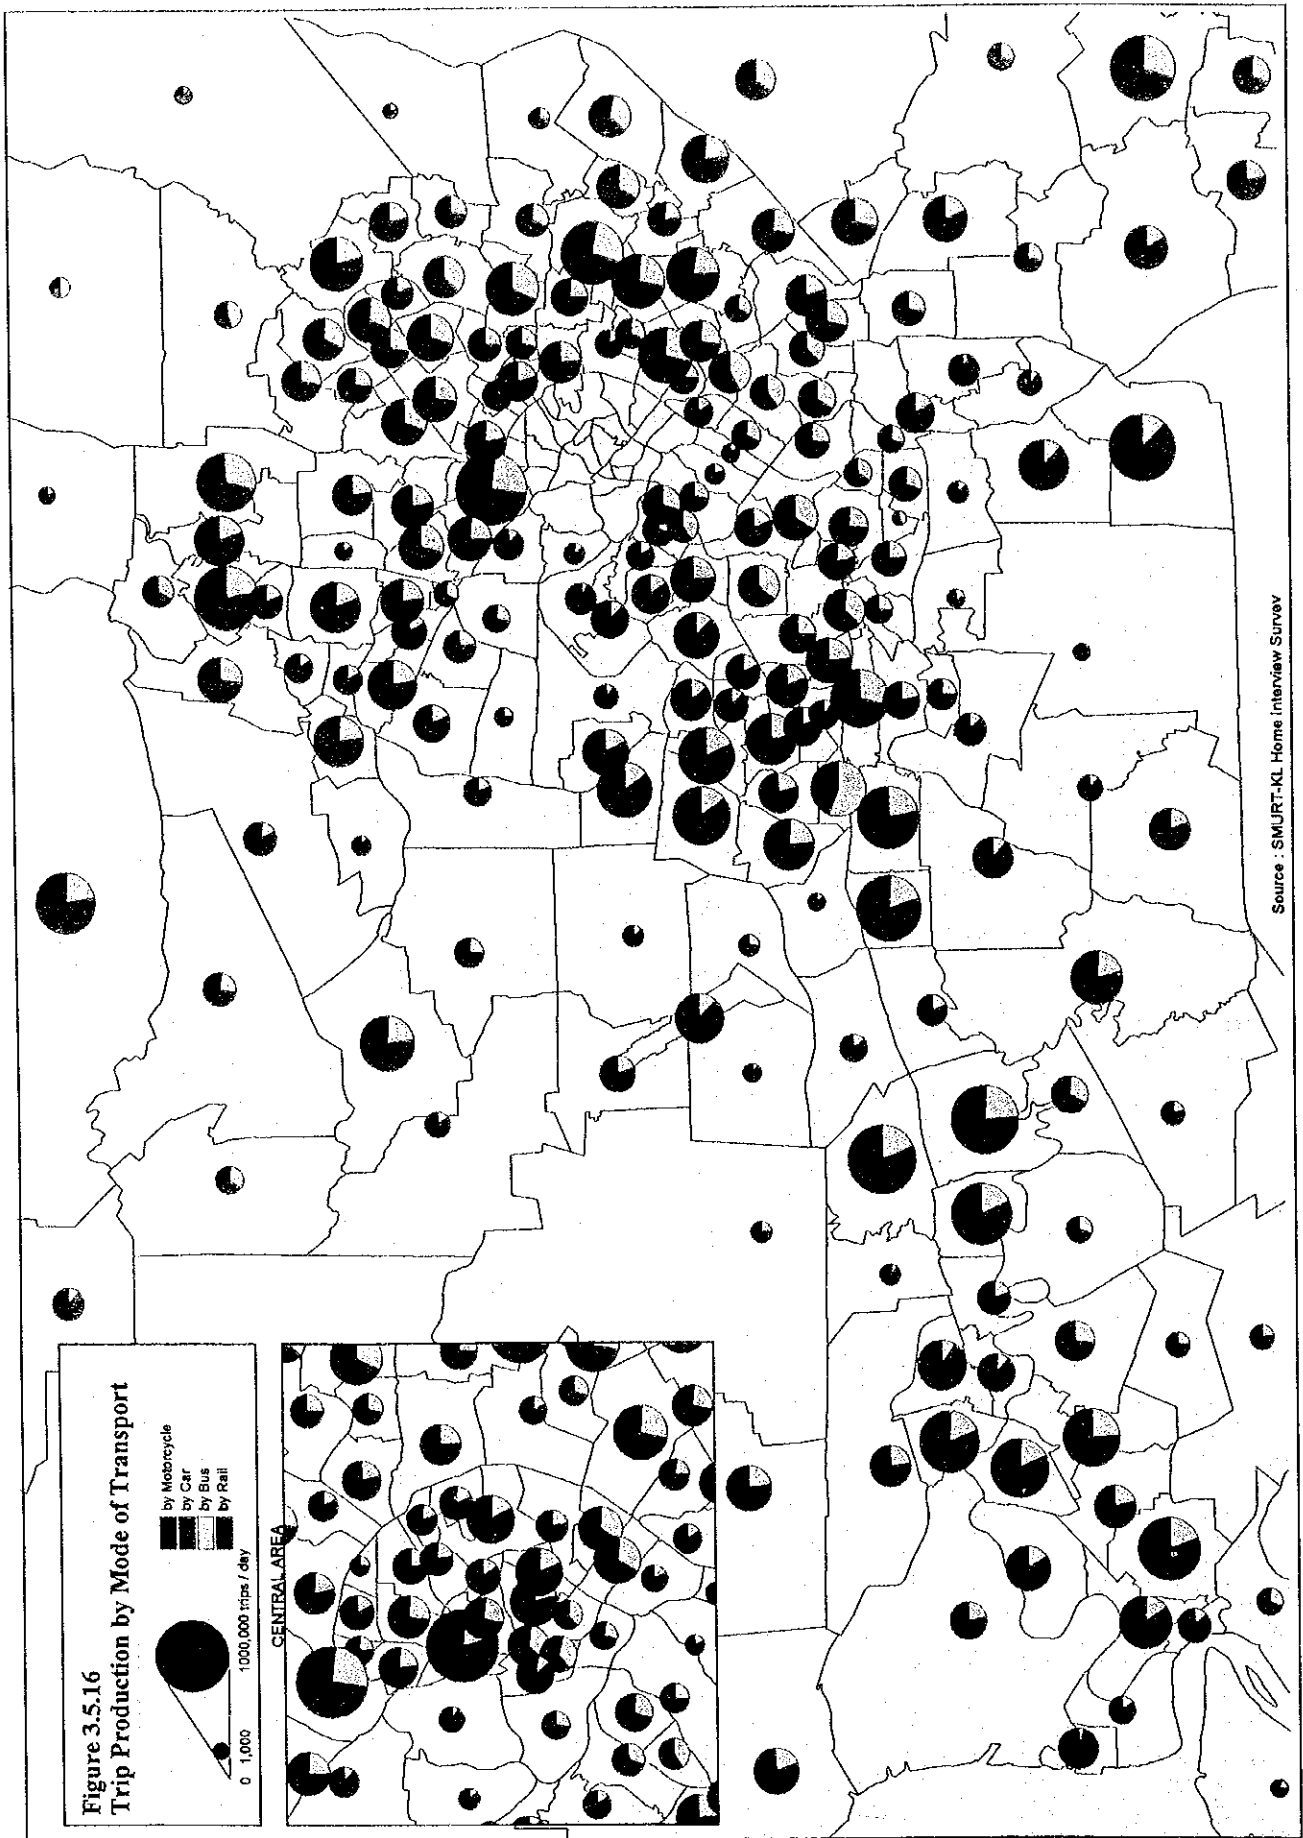 Figure 3.5.16
Trip Production by Mode of Transport
by Motorcycle
by Car
by Bus
by Rail
0 1,000 1000,000 trips / day
CENTRAL AREA
Source : SMURT-KL Home Interview Survey